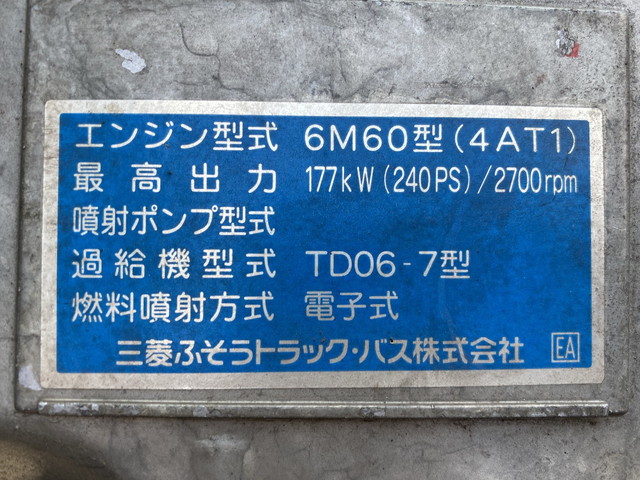 エンジン型式 6M60型(4AT1)
最高出力 177kW(240PS)/2700rpm
噴射ポンプ型式
過給機型式 TD06-7型
燃料噴射方式 電子式
三菱ふそうトラック・バス株式会社 EA